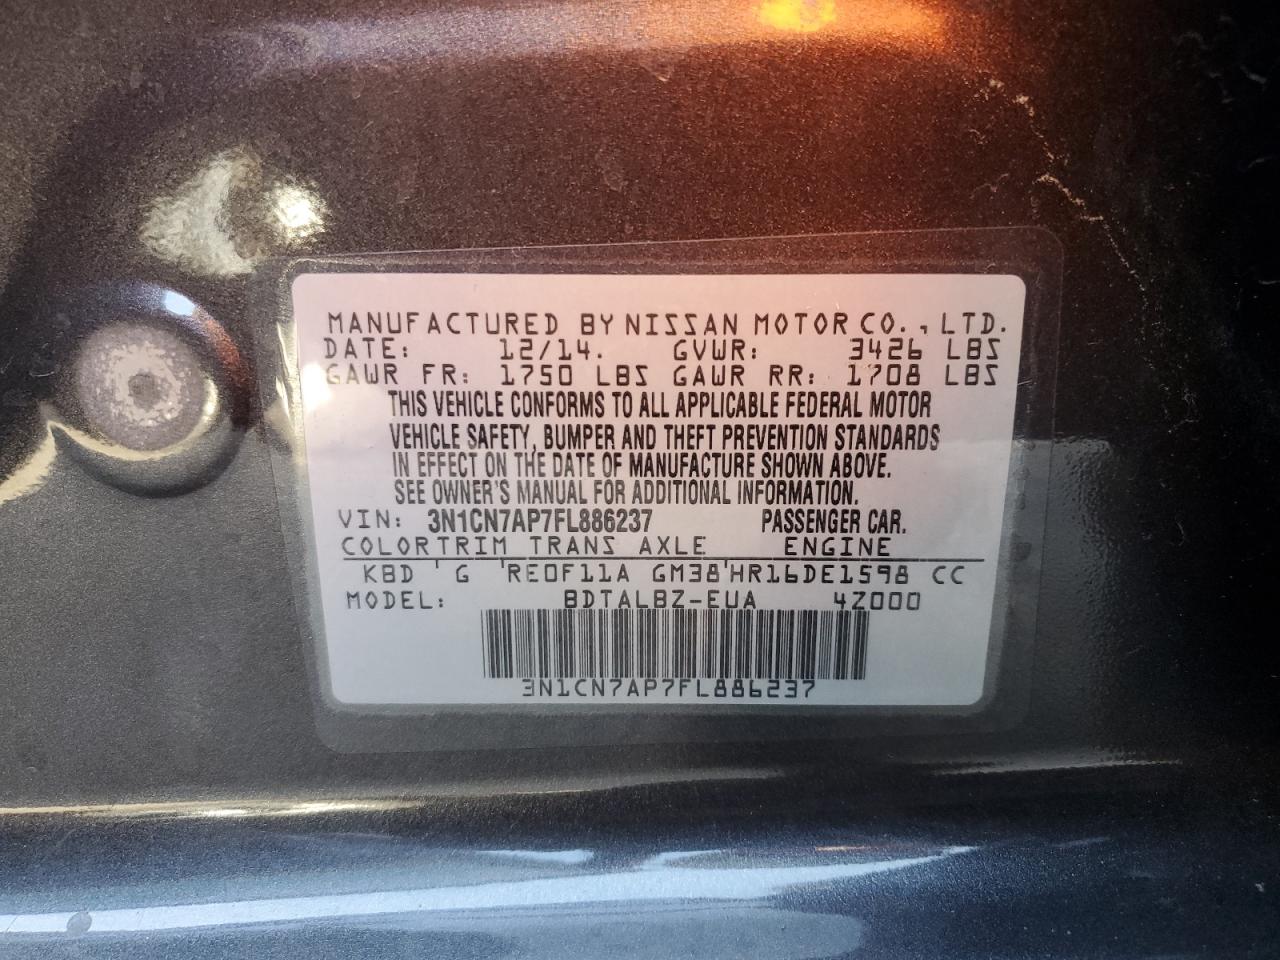 MANUFACTURED BY NISSAN MOTOR CO., LTD.
DATE: 12/14. GVWR: 3426 LBS
GAWR FR: 1750 LBS GAWR RR: 1708 LBS
THIS VEHICLE CONFORMS TO ALL APPLICABLE FEDERAL MOTOR
VEHICLE SAFETY, BUMPER AND THEFT PREVENTION STANDARDS
IN EFFECT ON THE DATE OF MANUFACTURE SHOWN ABOVE.
SEE OWNER'S MANUAL FOR ADDITIONAL INFORMATION.
VIN: 3N1CN7AP7FL886237 PASSENGER CAR.
COLORTRIM TRANS AXLE ENGINE
KBD ' G 'RE0F11A GM38'HR16DE1598 CC
MODEL: BDTALBZ-EUA 4Z000
3N1CN7AP7FL886237